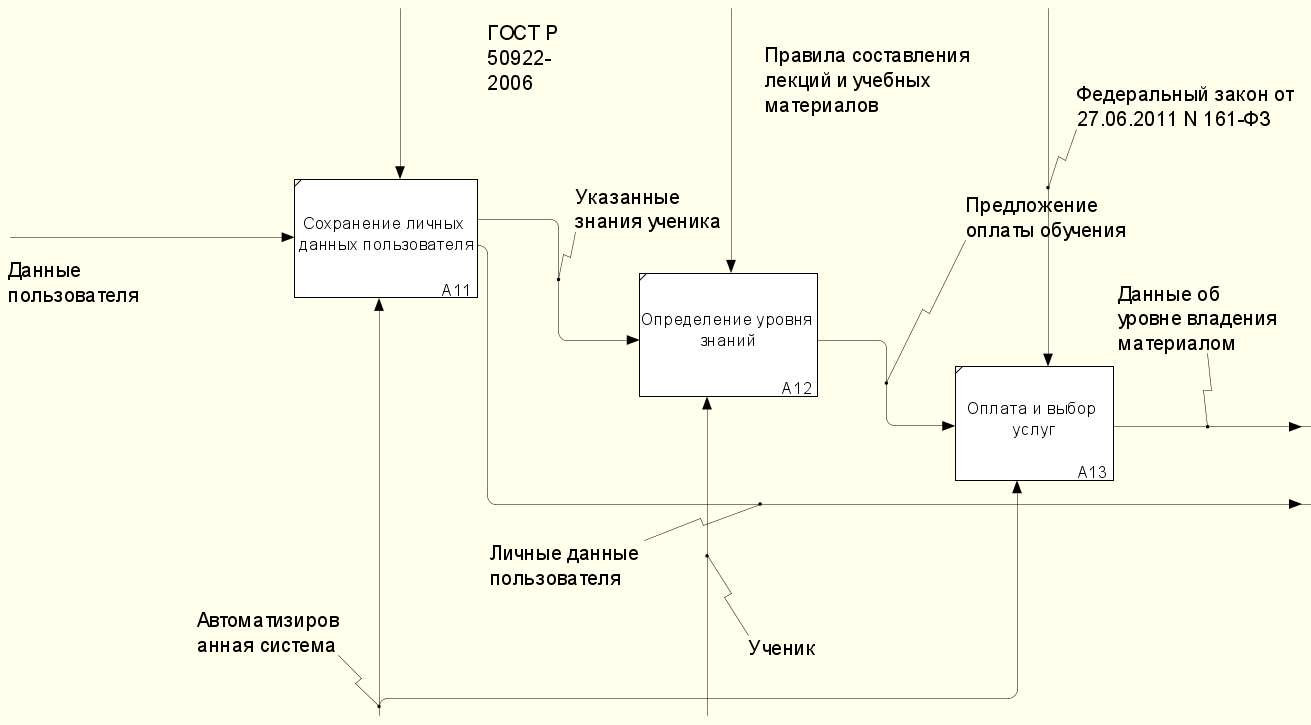 ГОСТ Р
50922-
2006
Правила составления
лекций и учебных
материалов
Федеральный закон от
27.06.2011 N 161-ФЗ
Сохранение личных
данных пользователя
A11
Указанные
знания ученика
Предложение
оплаты обучения
Данные
пользователя
Определение уровня
знаний
A12
Данные об
уровне владения
материалом
Оплата и выбор
услуг
A13
Личные данные
пользователя
Автоматизиров
анная система
Ученик